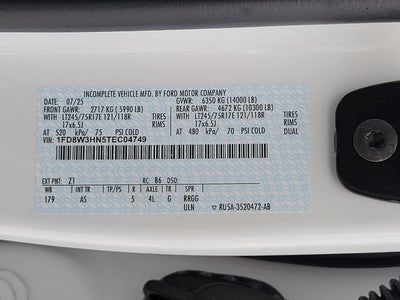 INCOMPLETE VEHICLE MFD. BY FORD MOTOR COMPANY
DATE: 07/25 GVWR: 6350 KG (14000 LB)
FRONT GAWR: 2717 KG (5990 LB) REAR GAWR: 4672 KG (10300 LB)
WITH LT245/75R17E 121/118R TIRES WITH LT245/75R17E 121/118R TIRES
17x6.5J RIMS 17x6.5J RIMS
AT 520 kPa/ 75 PSI COLD AT 480 kPa/ 70 PSI COLD
VIN: 1FD8W3HN5TEC04749
EXT PNT: Z1 RC: 86 DSO:
WB INT TR TP/PS R AXLE TR SPR
179 AS 5 4L G RRGG
ULN RU5A-3520472-AB